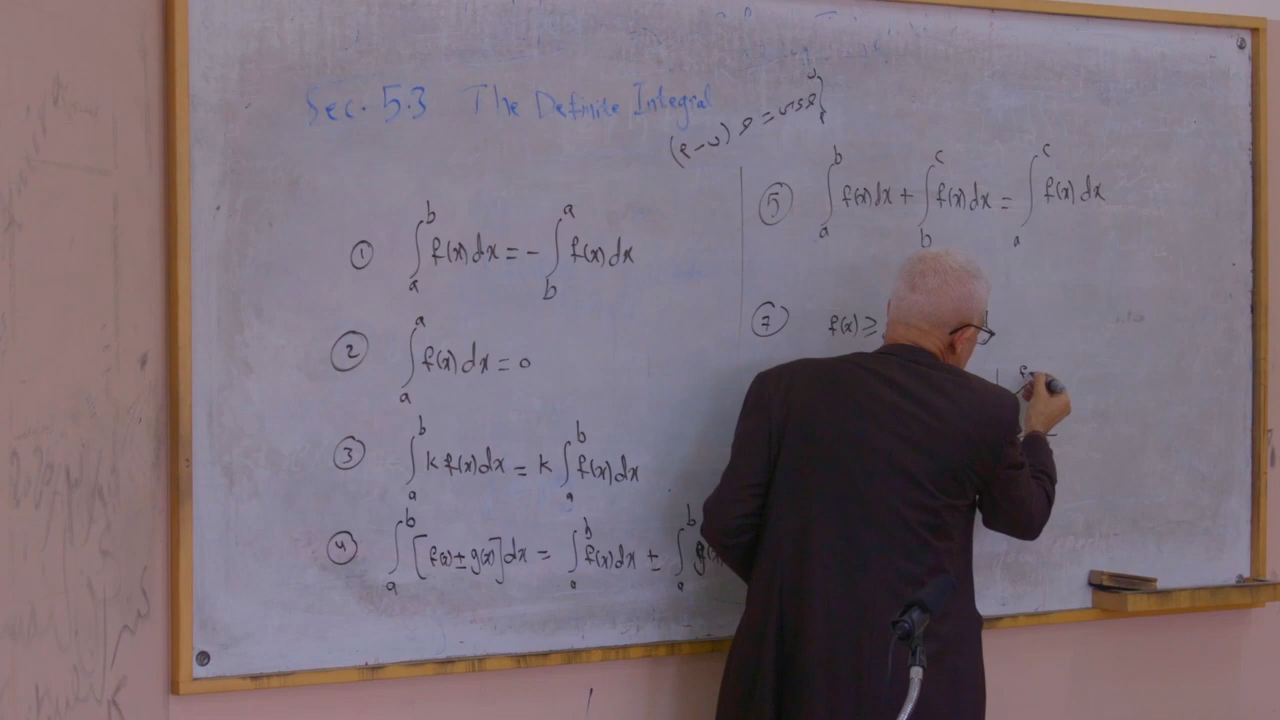 Sec. 5.3 The Definite Integral
① ∫_a^b f(x) dx = - ∫_b^a f(x) dx
② ∫_a^a f(x) dx = 0
③ ∫_a^b k f(x) dx = k ∫_a^b f(x) dx
④ ∫_a^b [f(x) ± g(x)] dx = ∫_a^b f(x) dx ± ∫_a^b g(x)
⑤ ∫_a^b f(x) dx + ∫_b^c f(x) dx = ∫_a^c f(x) dx
⑦ f(x) ≥